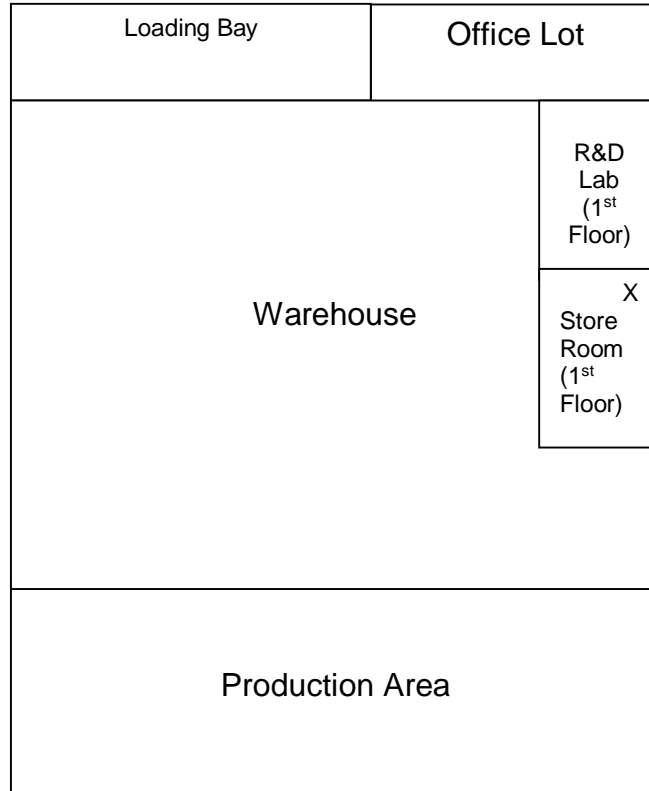 Loading Bay
Office Lot
R&D
Lab
(1st
Floor)
Warehouse
X
Store
Room
(1st
Floor)
Production Area